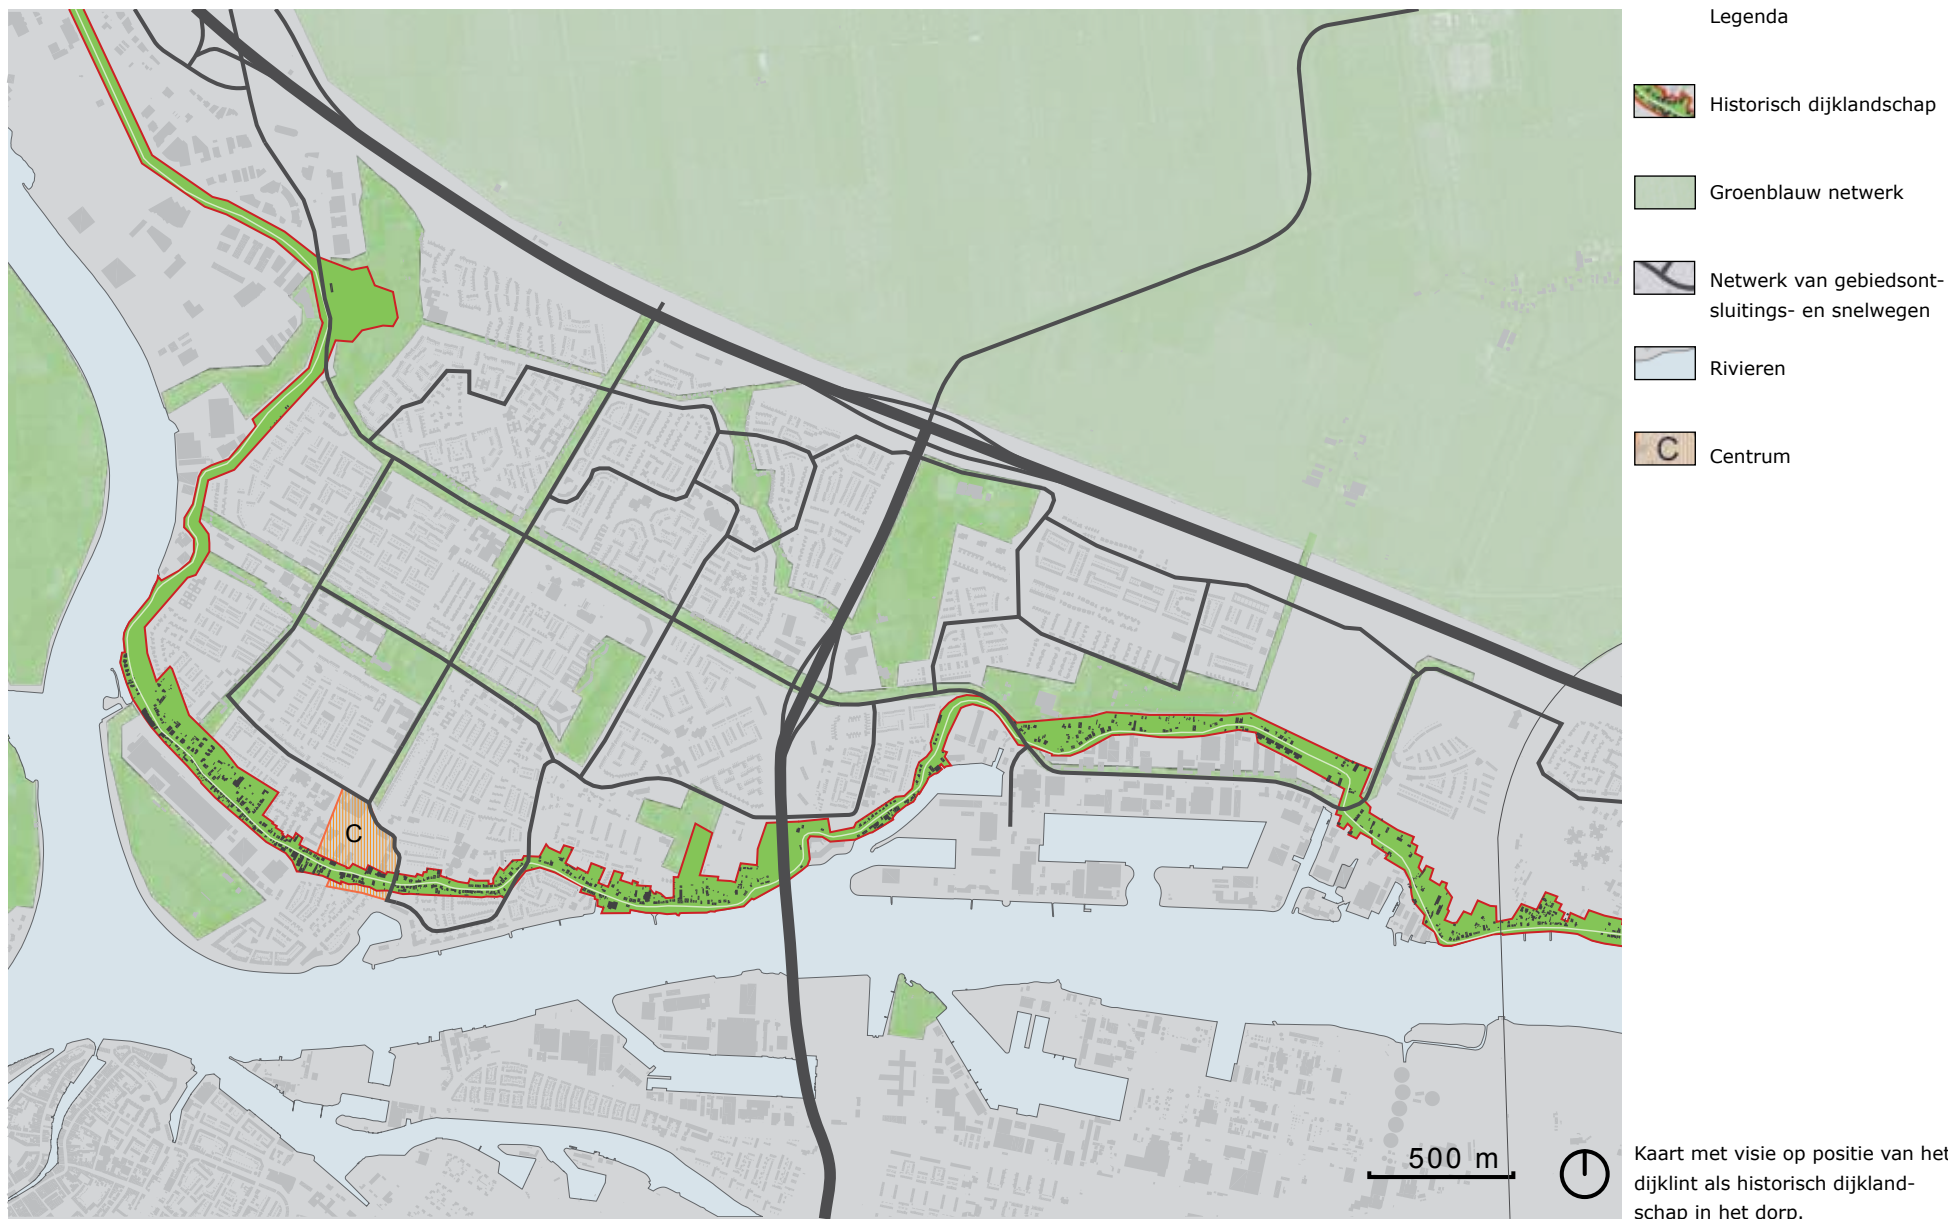 Legenda
Historisch dijklandschap
Groenblauw netwerk
Netwerk van gebiedsont-
sluitings- en snelwegen
Rivieren
C
Centrum
C
500 m
Kaart met visie op positie van het
dijklint als historisch dijkland-
schap in het dorp.